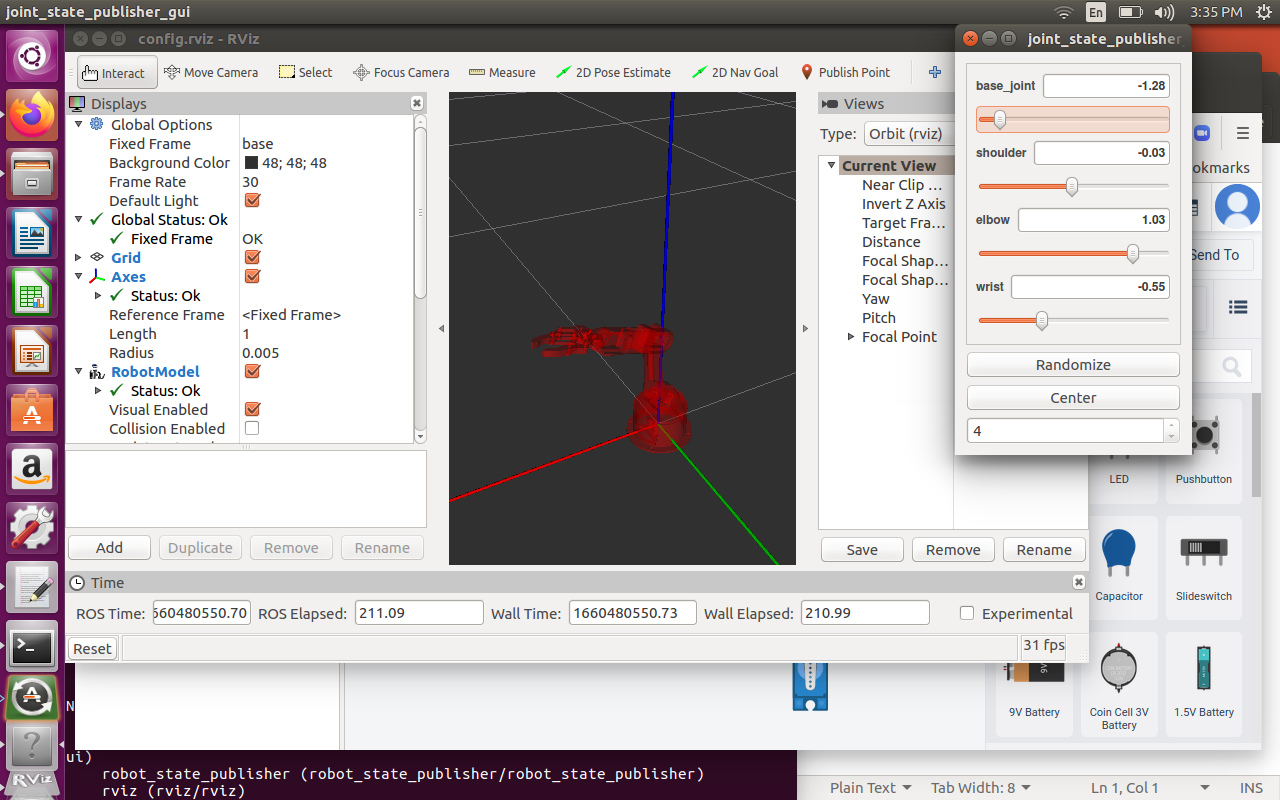 joint_state_publisher_gui
En
3:35 PM
config.rviz - RViz
Interact
Move Camera
Select
Focus Camera
Measure
2D Pose Estimate
2D Nav Goal
Publish Point
Displays
Global Options
Fixed Frame base
Background Color 48; 48; 48
Frame Rate 30
Default Light
Global Status: Ok
Fixed Frame OK
Grid
Axes
Status: Ok
Reference Frame <Fixed Frame>
Length 1
Radius 0.005
RobotModel
Status: Ok
Visual Enabled
Collision Enabled
Add
Duplicate
Remove
Rename
Views
Type: Orbit (rviz)
Current View
Near Clip ...
Invert Z Axis
Target Fra...
Distance
Focal Shap...
Focal Shap...
Yaw
Pitch
Focal Point
Save
Remove
Rename
joint_state_publisher
base_joint -1.28
shoulder -0.03
elbow 1.03
wrist -0.55
Randomize
Center
4
okmarks
Send To
LED
Pushbutton
Capacitor
Slideswitch
9V Battery
Coin Cell 3V
Battery
1.5V Battery
Time
ROS Time: 660480550.70
ROS Elapsed: 211.09
Wall Time: 1660480550.73
Wall Elapsed: 210.99
Experimental
Reset
31 fps
N
ui)
robot_state_publisher (robot_state_publisher/robot_state_publisher)
rviz (rviz/rviz)
RViz
Plain Text
Tab Width: 8
Ln 1, Col 1
INS